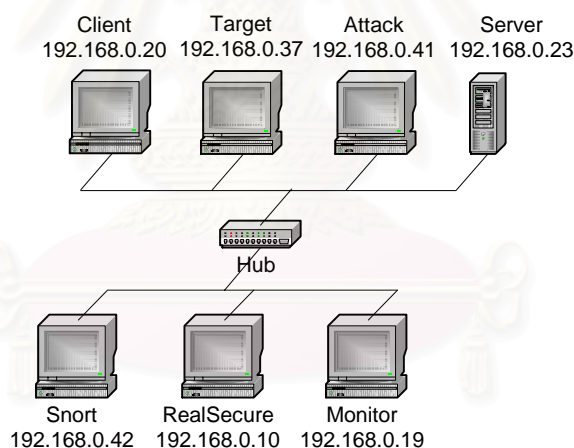 Client Target Attack Server
192.168.0.20 192.168.0.37 192.168.0.41 192.168.0.23
Hub
Snort RealSecure Monitor
192.168.0.42 192.168.0.10 192.168.0.19